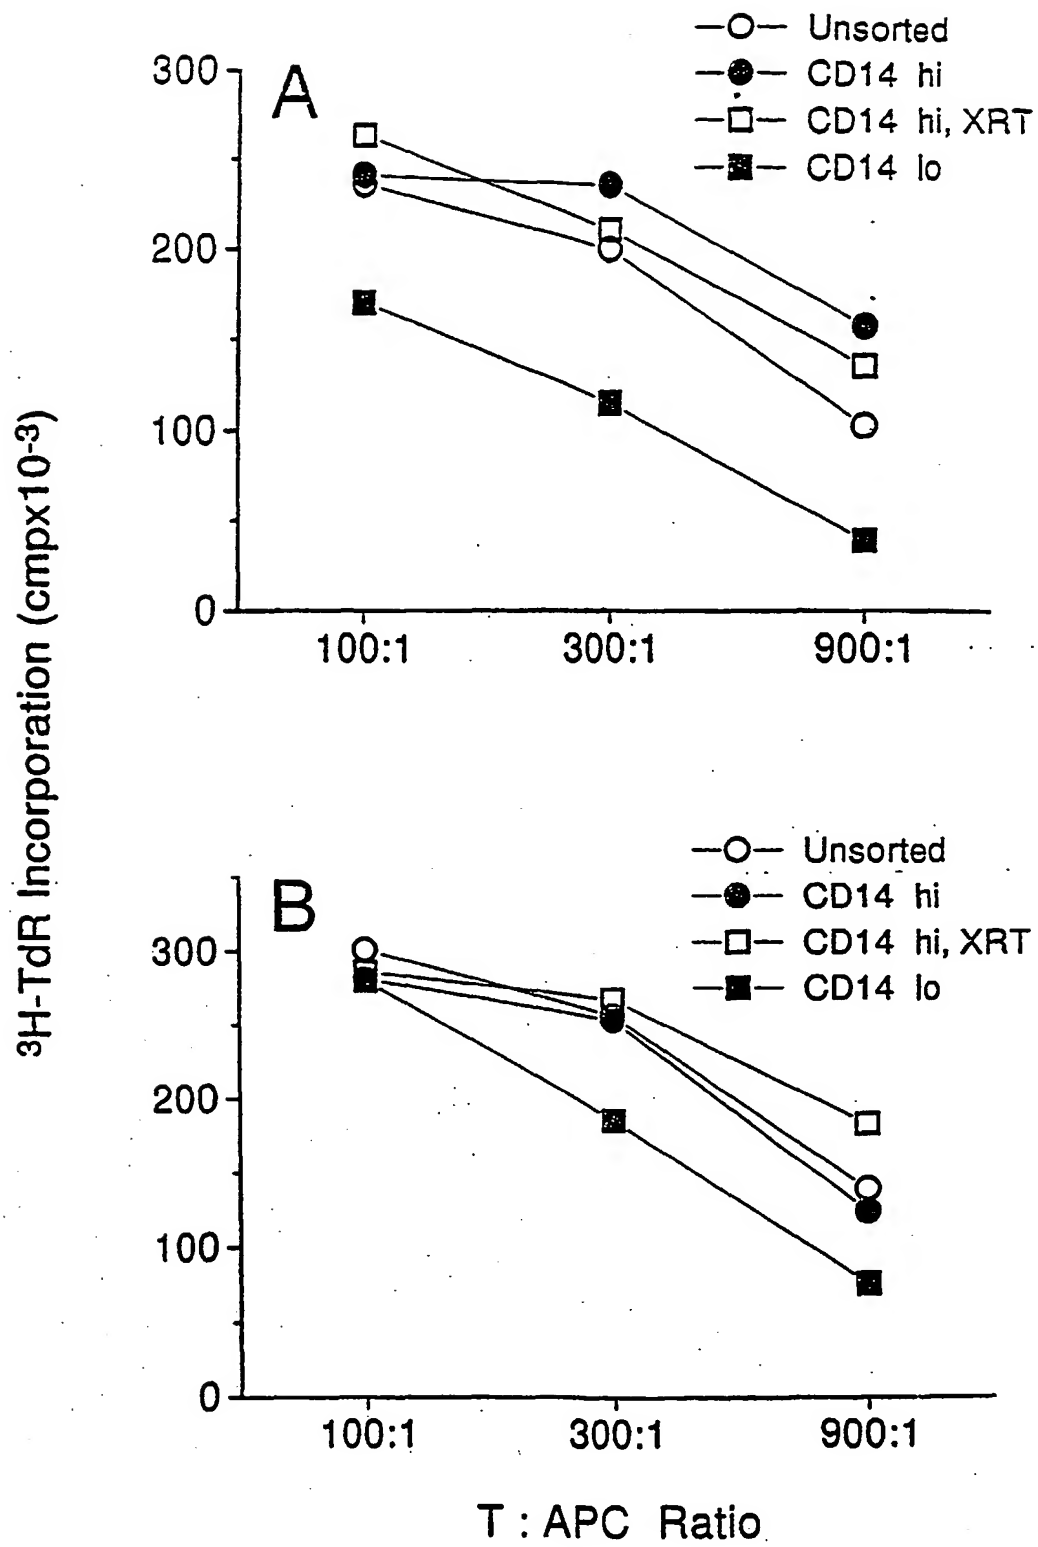 Unsorted
CD14 hi
CD14 hi, XRT
CD14 lo
A
300
200
100
0
100:1 300:1 900:1
³H-TdR Incorporation (cmpx10⁻³)
Unsorted
CD14 hi
CD14 hi, XRT
CD14 lo
B
300
200
100
0
100:1 300:1 900:1
T : APC Ratio